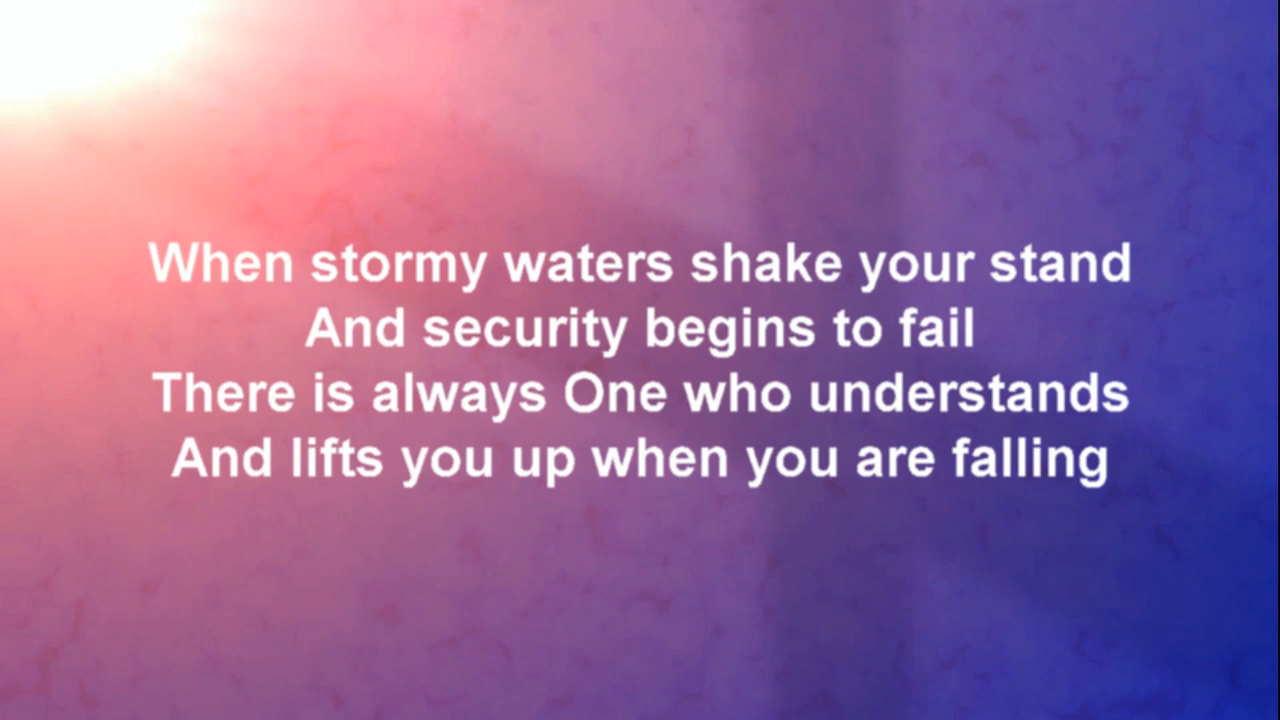 When stormy waters shake your stand
And security begins to fail
There is always One who understands
And lifts you up when you are falling